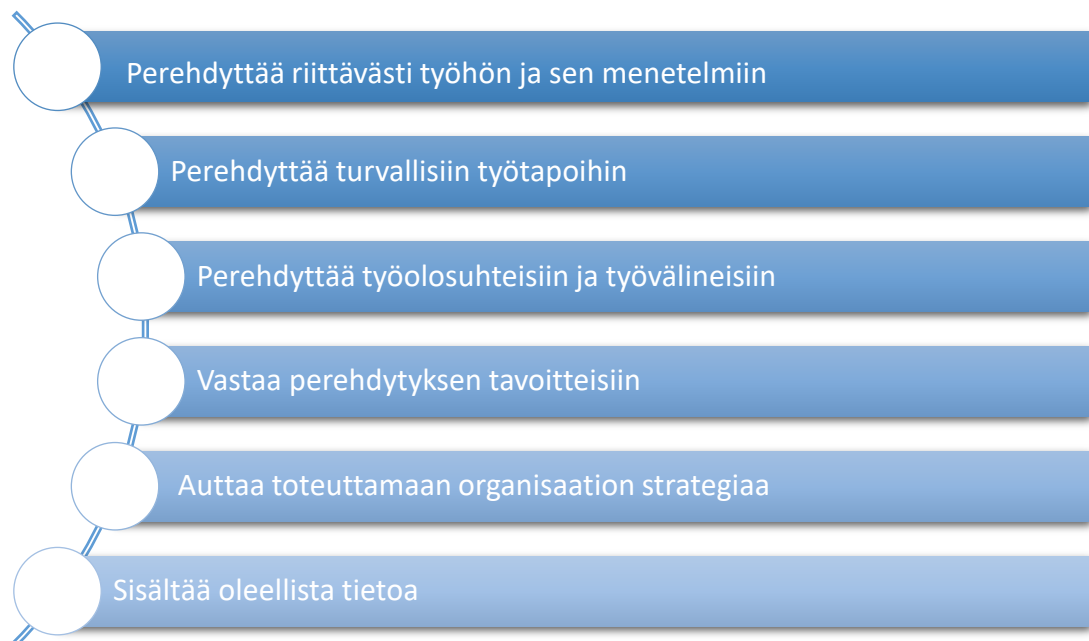 Perehdyttää riittävästi työhön ja sen menetelmiin
Perehdyttää turvallisiin työtapoihin
Perehdyttää työolosuhteisiin ja työvälineisiin
Vastaa perehdytyksen tavoitteisiin
Auttaa toteuttamaan organisaation strategiaa
Sisältää oleellista tietoa